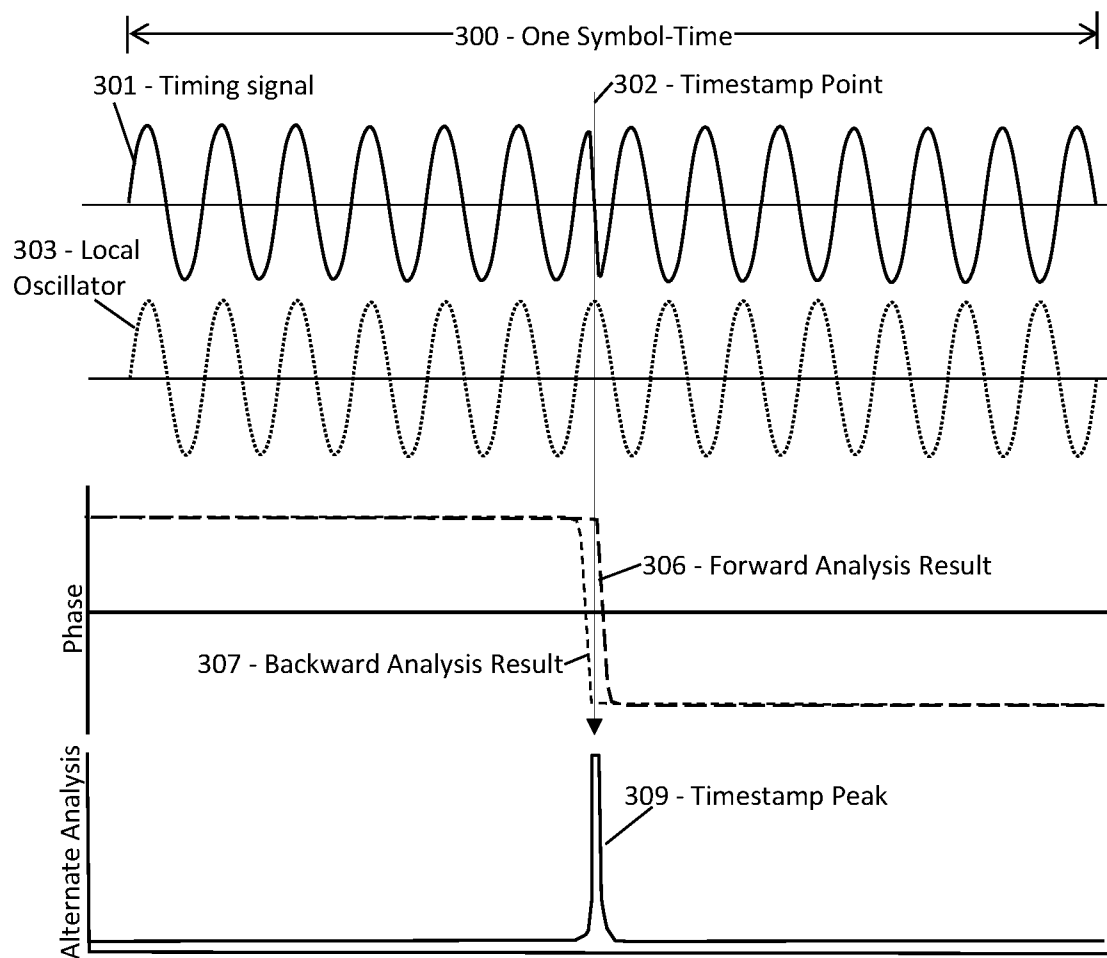 300 - One Symbol-Time
301 - Timing signal
302 - Timestamp Point
303 - Local
Oscillator
306 - Forward Analysis Result
Phase
307 - Backward Analysis Result
309 - Timestamp Peak
Alternate Analysis